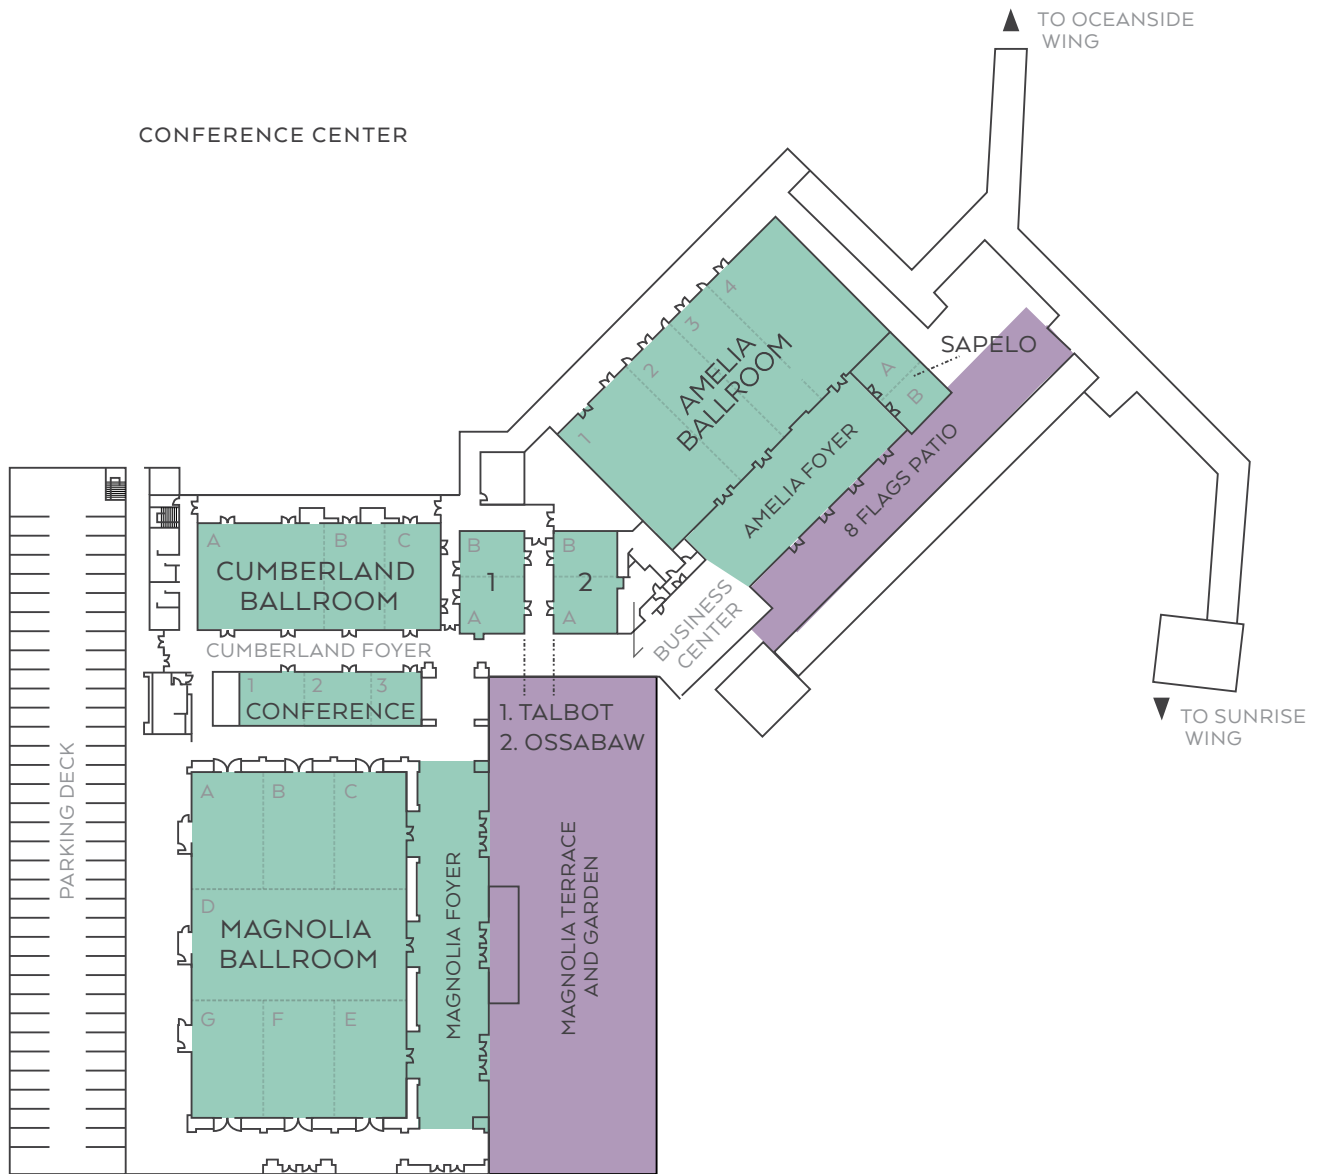 TO OCEANSIDE
WING
CONFERENCE CENTER
4
3
2
1
AMELIA
BALLROOM
SAPELO
A
B
AMELIA FOYER
8 FLAGS PATIO
A
B
C
CUMBERLAND
BALLROOM
B
1
A
B
2
A
BUSINESS
CENTER
CUMBERLAND FOYER
1
2
3
CONFERENCE
1. TALBOT
2. OSSABAW
TO SUNRISE
WING
PARKING DECK
A
B
C
D
MAGNOLIA
BALLROOM
G
F
E
MAGNOLIA FOYER
MAGNOLIA TERRACE
AND GARDEN